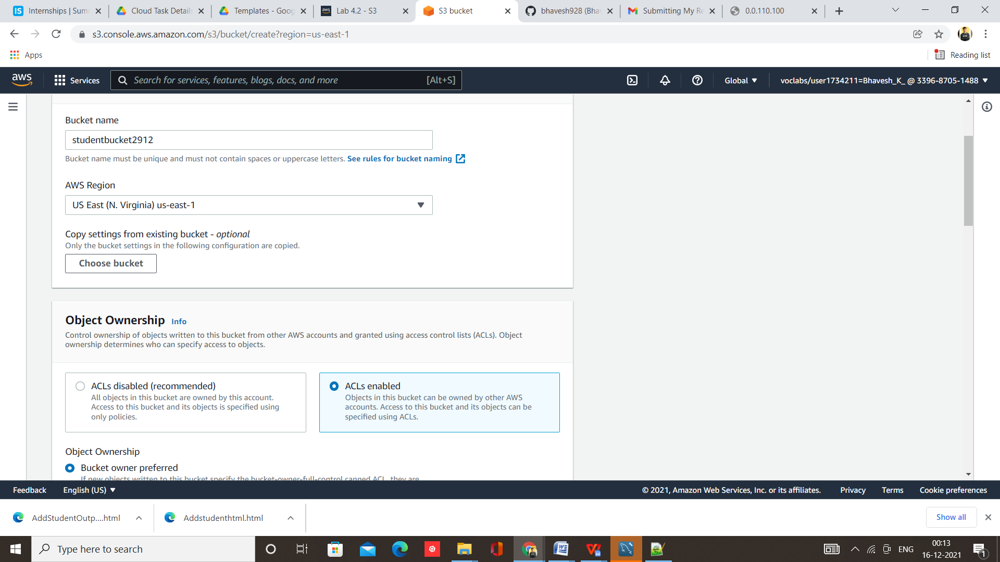 Internships | Sum
Cloud Task Details
Templates - Goog
aws
Lab 4.2 - S3
S3 bucket
bhavesh928 (Bha
Submitting My Re
0.0.110.100
s3.console.aws.amazon.com/s3/bucket/create?region=us-east-1
Apps
Reading list
aws
Services
Search for services, features, blogs, docs, and more
[Alt+S]
Global
voclabs/user1734211=Bhavesh_K_ @ 3396-8705-1488
Bucket name
studentbucket2912
Bucket name must be unique and must not contain spaces or uppercase letters. See rules for bucket naming
AWS Region
US East (N. Virginia) us-east-1
Copy settings from existing bucket - optional
Only the bucket settings in the following configuration are copied.
Choose bucket
Object Ownership Info
Control ownership of objects written to this bucket from other AWS accounts and granted using access control lists (ACLs). Object
ownership determines who can specify access to objects.
ACLs disabled (recommended)
All objects in this bucket are owned by this account.
Access to this bucket and its objects is specified using
only policies.
ACLs enabled
Objects in this bucket can be owned by other AWS
accounts. Access to this bucket and its objects can be
specified using ACLs.
Object Ownership
Bucket owner preferred
If new objects written to this bucket specify the bucket-owner-full-control canned ACL, they are
Feedback
English (US)
© 2021, Amazon Web Services, Inc. or its affiliates.
Privacy
Terms
Cookie preferences
AddStudentOutp....html
Addstudenthtml.html
Show all
Type here to search
ENG
00:13
16-12-2021
1